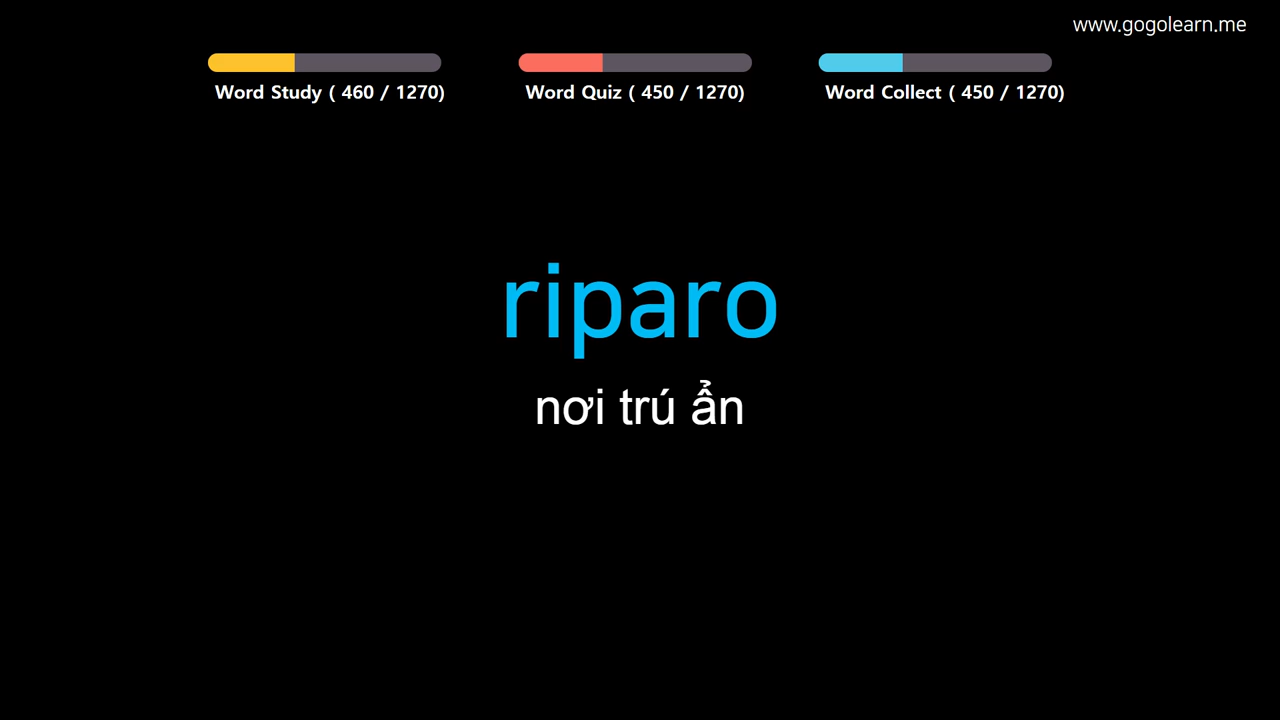 www.gogolearn.me
Word Study ( 460 / 1270)
Word Quiz ( 450 / 1270)
Word Collect ( 450 / 1270)
riparo
nơi trú ẩn